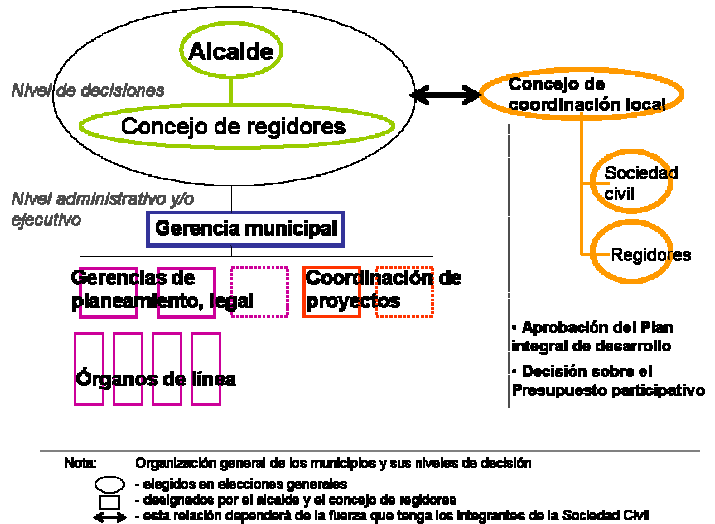 Alcalde
Nivel de decisiones
Concejo de regidores
Concejo de
coordinación local
Sociedad
civil
Regidores
Nivel administrativo y/o
ejecutivo
Gerencia municipal
Gerencias de
planeamiento, legal
Coordinación de
proyectos
Órganos de línea
• Aprobación del Plan
integral de desarrollo
• Decisión sobre el
Presupuesto participativo
Nota: Organización general de los municipios y sus niveles de decisión
- elegidos en elecciones generales
- designados por el alcalde y el concejo de regidores
- esta relación dependerá de la fuerza que tenga los integrantes de la Sociedad Civil